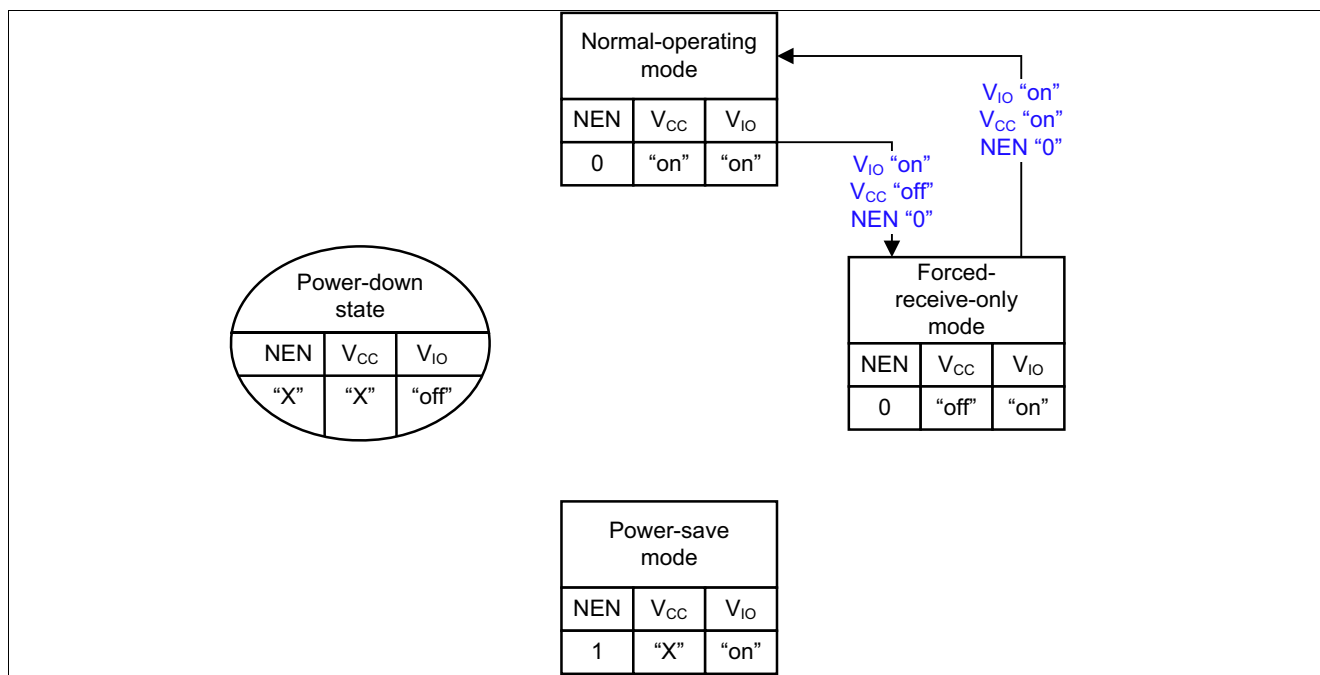 Normal-operating
mode
NEN VCC VIO
0 “on” “on”
VIO “on”
VCC “on”
NEN “0”
VIO “on”
VCC “off”
NEN “0”
Power-down
state
NEN VCC VIO
“X” “X” “off”
Forced-
receive-only
mode
NEN VCC VIO
0 “off” “on”
Power-save
mode
NEN VCC VIO
1 “X” “on”